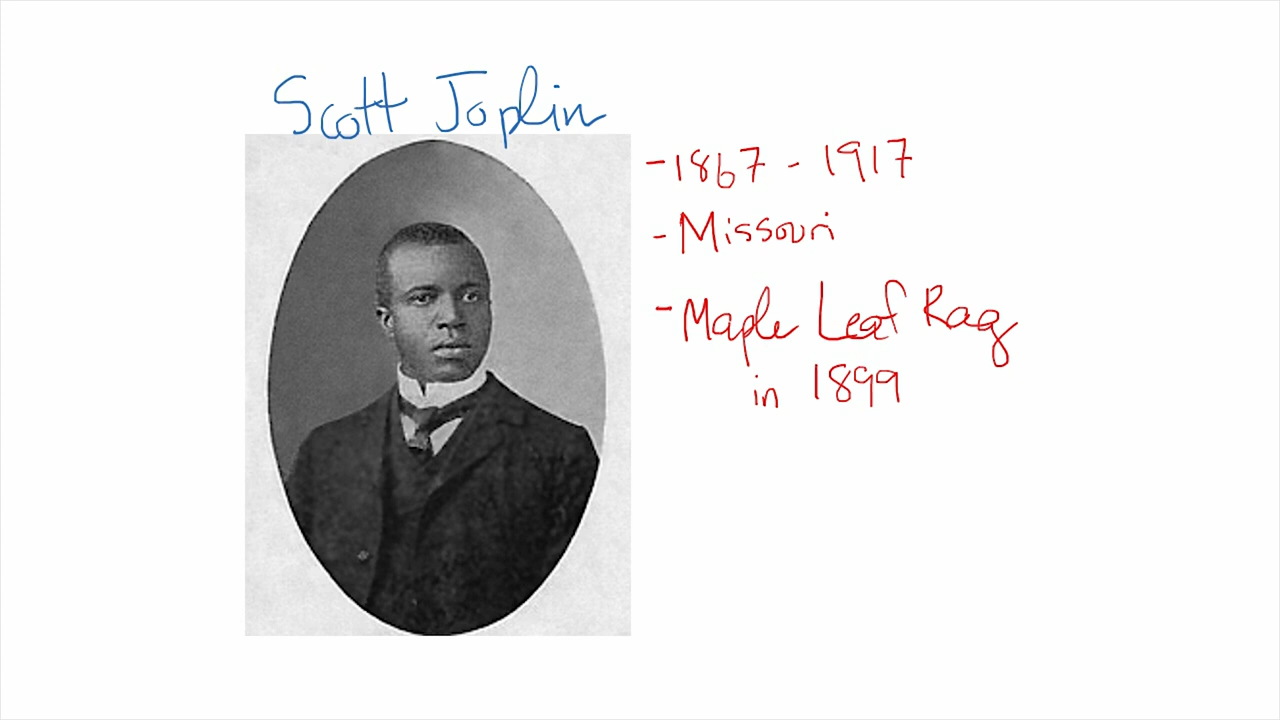 Scott Joplin
- 1867 - 1917
- Missouri
- Maple Leaf Rag
in 1899